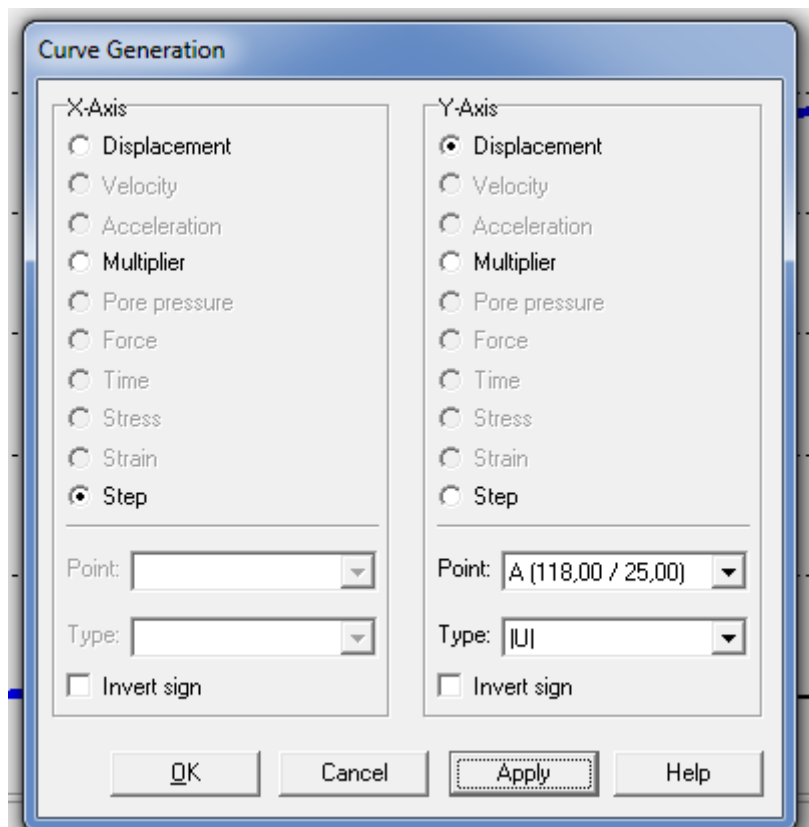 Curve Generation
X-Axis
Displacement
Velocity
Acceleration
Multiplier
Pore pressure
Force
Time
Stress
Strain
Step
Point:
Type:
Invert sign
Y-Axis
Displacement
Velocity
Acceleration
Multiplier
Pore pressure
Force
Time
Stress
Strain
Step
Point: A (118,00 / 25,00)
Type: |U|
Invert sign
OK Cancel Apply Help